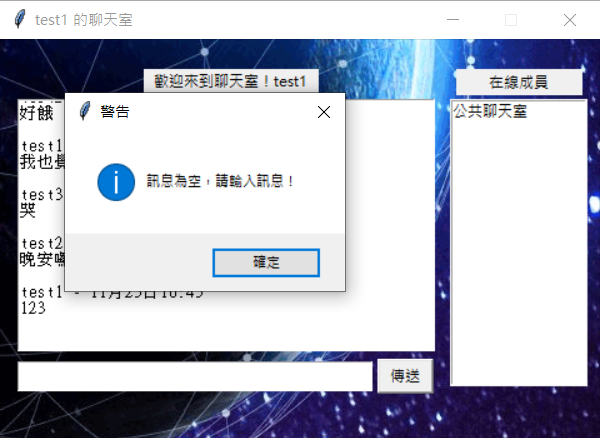 test1 的聊天室
歡迎來到聊天室！test1
在線成員
公共聊天室
好餓
警告
訊息為空，請輸入訊息！
確定
test1
我也
test3
哭
test2
晚安
test1 - 11月25日16:45
123
傳送